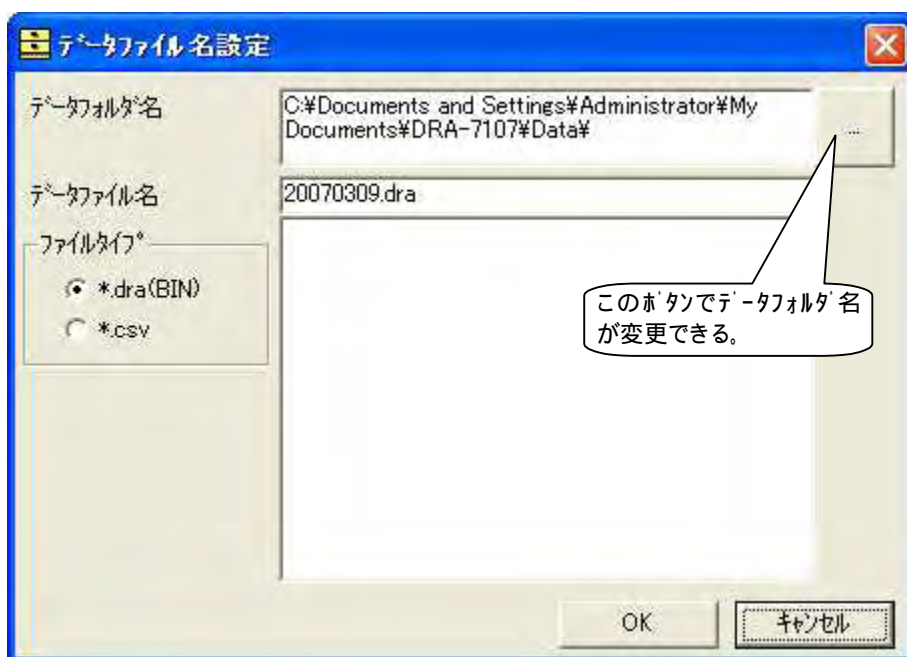 ﾃﾞｰﾀﾌｧｲﾙ名設定
ﾃﾞｰﾀﾌｫﾙﾀﾞ名
C:¥Documents and Settings¥Administrator¥My
Documents¥DRA-7107¥Data¥
...
ﾃﾞｰﾀﾌｧｲﾙ名
20070309.dra
ﾌｧｲﾙﾀｲﾌﾟ
*.dra(BIN)
*.csv
このﾎﾞﾀﾝでﾃﾞｰﾀﾌｫﾙﾀﾞ名
が変更できる。
OK
ｷｬﾝｾﾙ